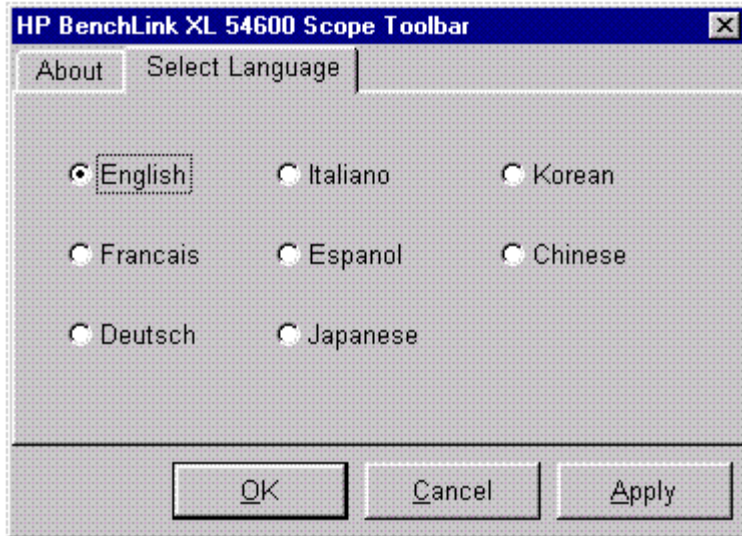 HP BenchLink XL 54600 Scope Toolbar
About Select Language
English Italiano Korean
Francais Espanol Chinese
Deutsch Japanese
OK Cancel Apply